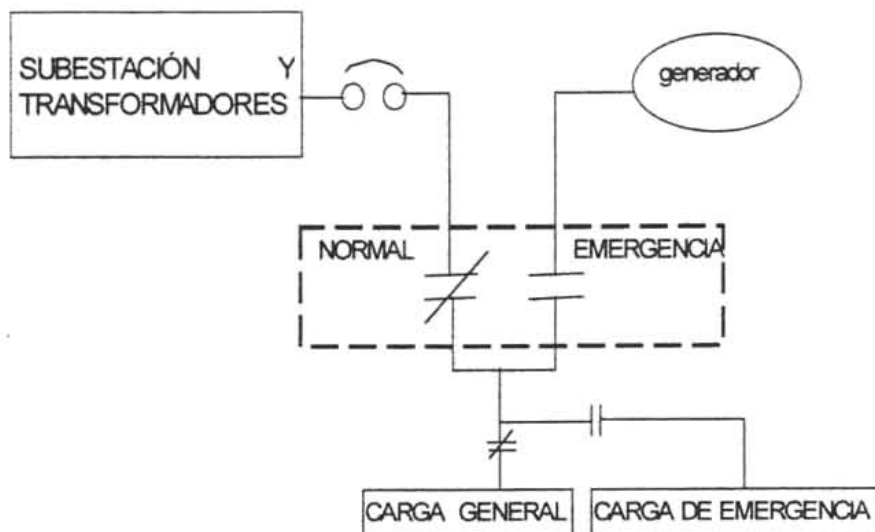 SUBESTACIÓN Y
TRANSFORMADORES
generador
NORMAL
EMERGENCIA
CARGA GENERAL
CARGA DE EMERGENCIA